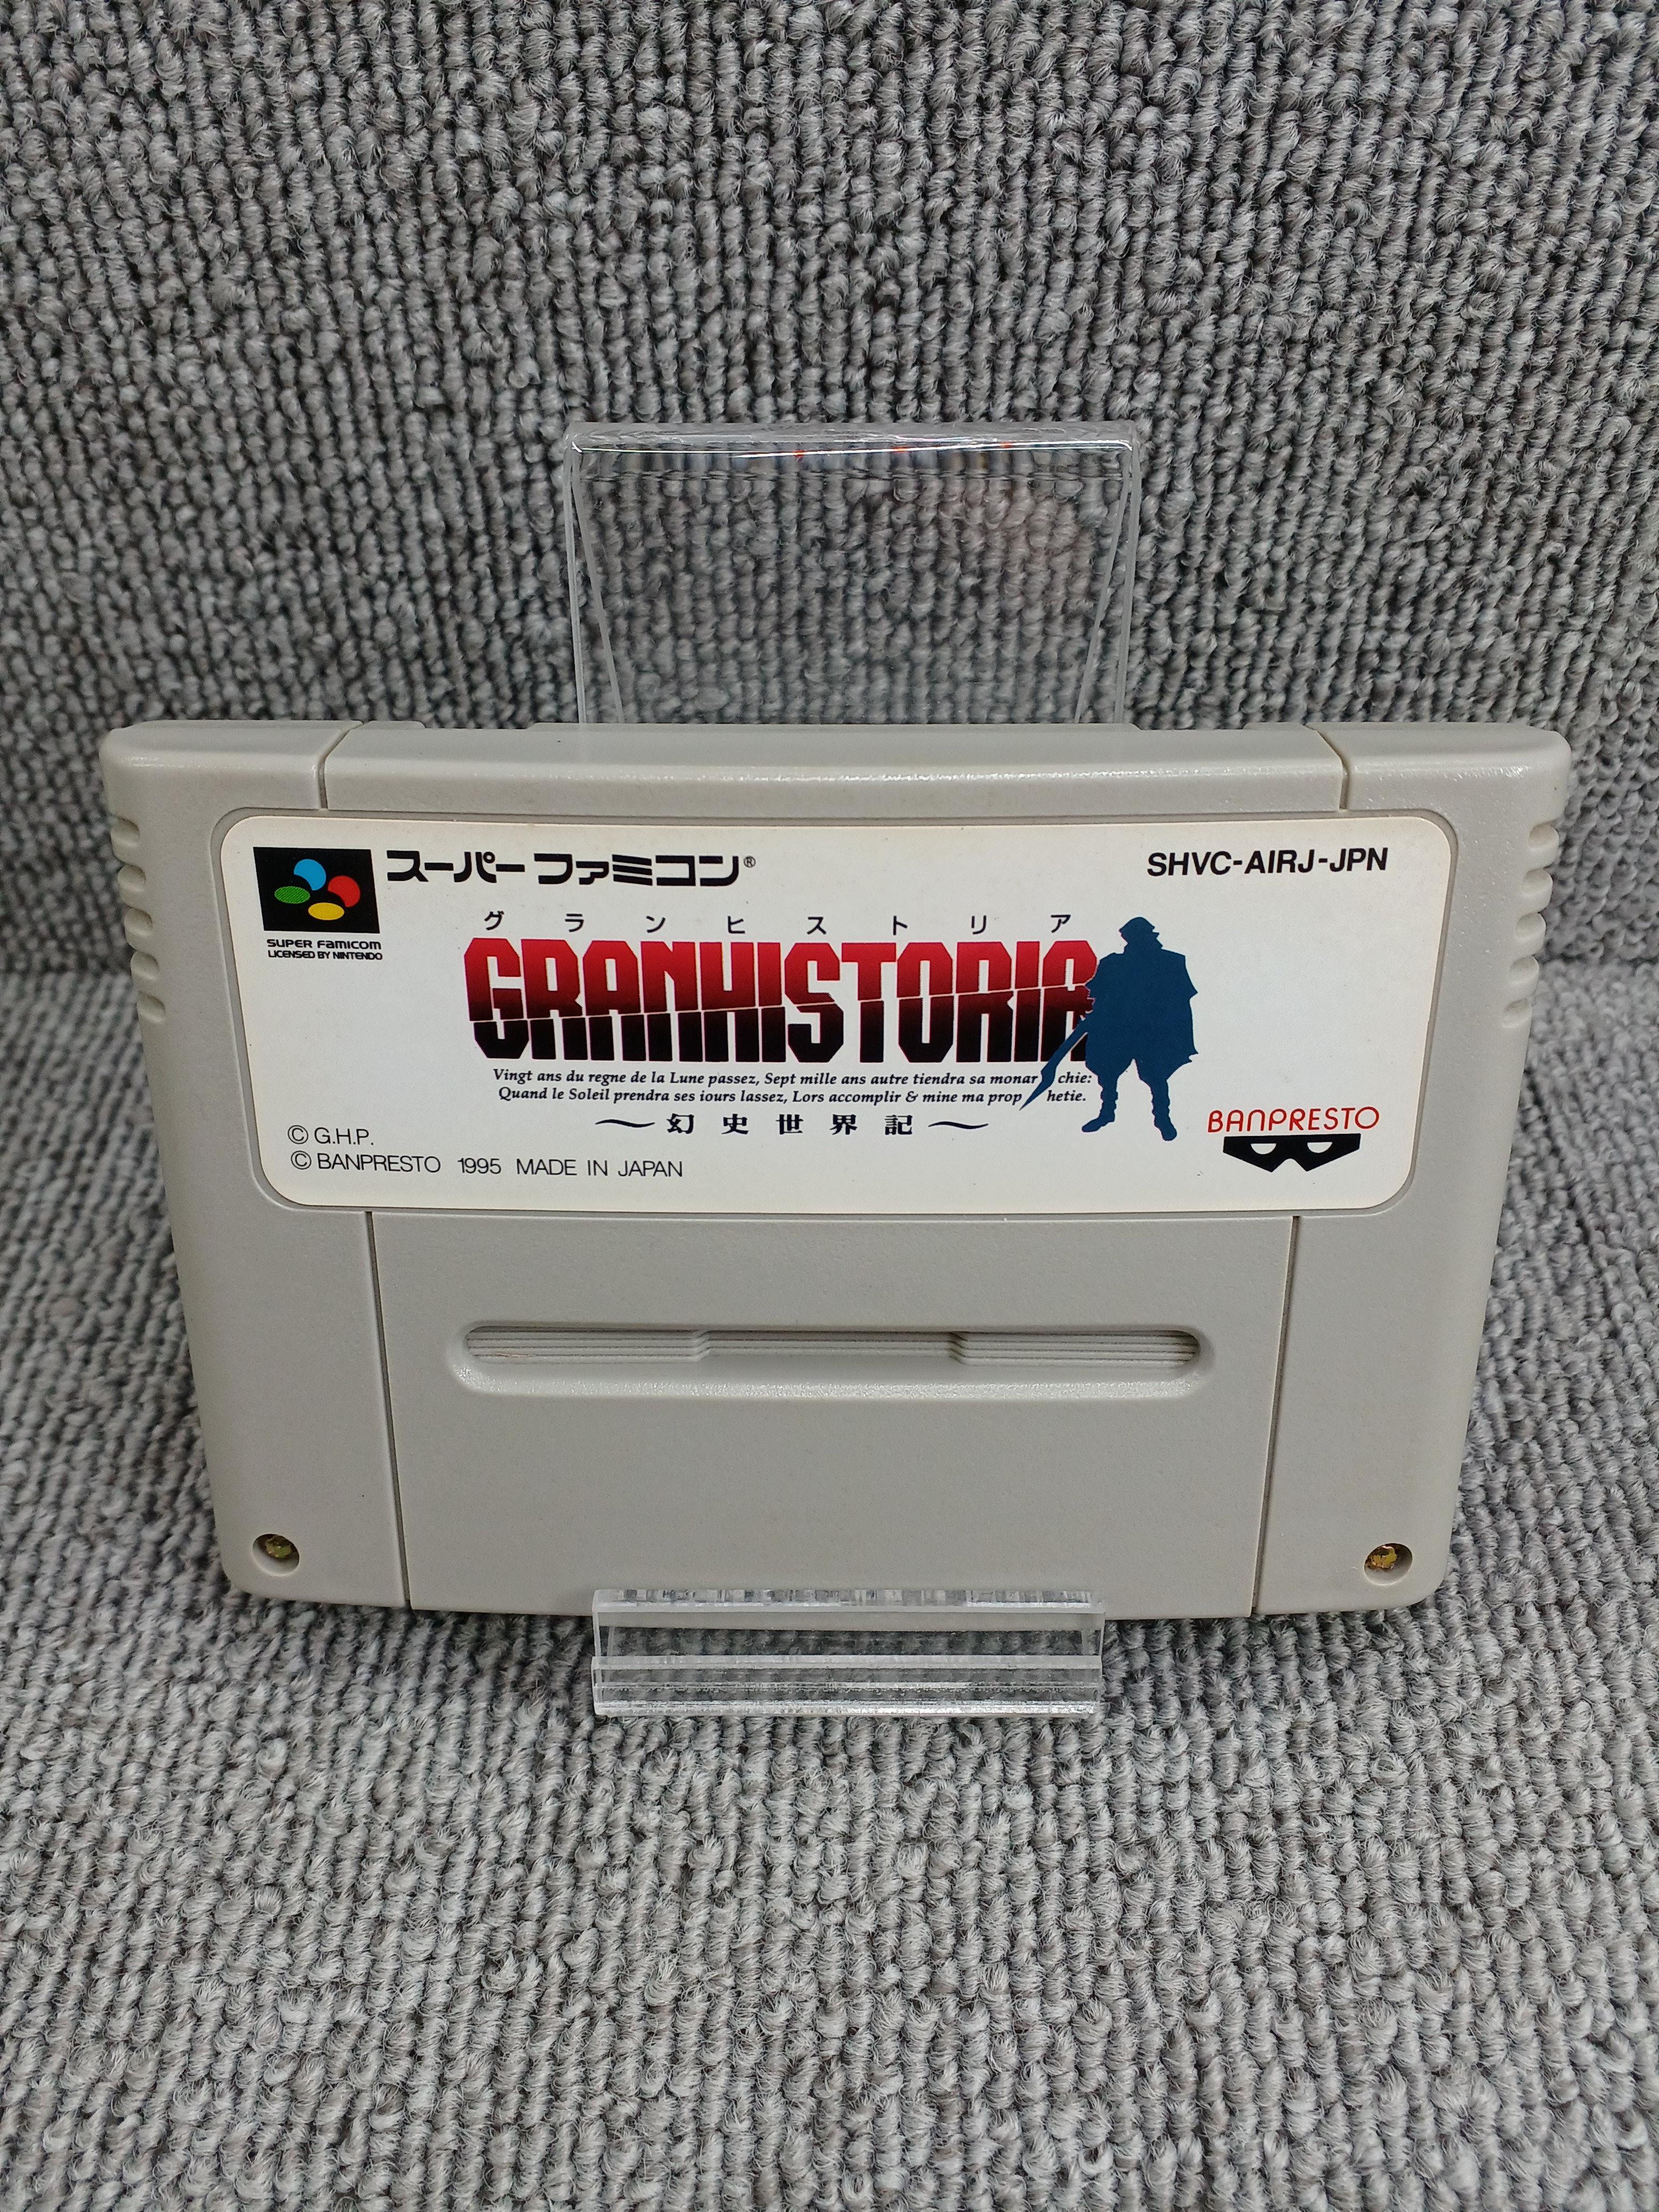 スーパーファミコン®
SHVC-AIRJ-JPN
SUPER FAMICOM
LICENSED BY NINTENDO
グランヒストリア
GRANHISTORIA
Vingt ans du regne de la Lune passez, Sept mille ans autre tiendra sa monar chie:
Quand le Soleil prendra ses iours lassez, Lors accomplir & mine ma prop hetie.
～幻史世界記～
BANPRESTO
© G.H.P.
© BANPRESTO 1995 MADE IN JAPAN